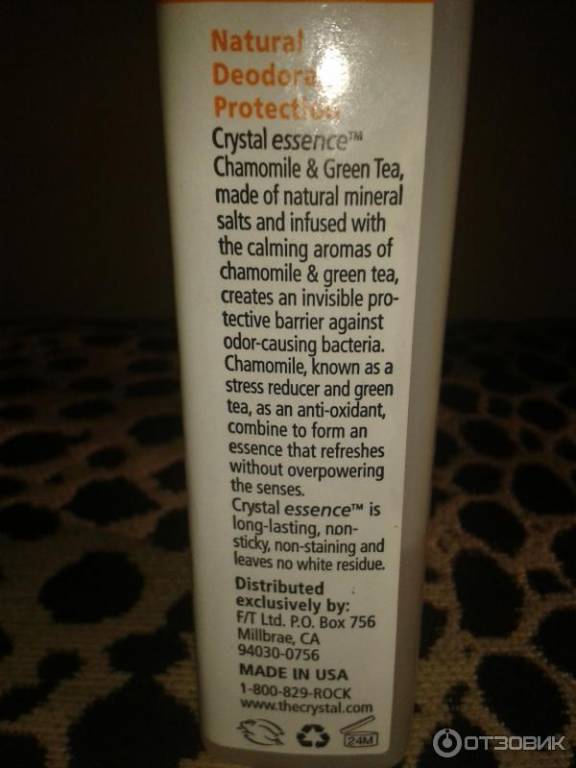 Natural
Protection
Crystal essence™
Chamomile & Green Tea,
made of natural mineral
salts and infused with
the calming aromas of
chamomile & green tea,
creates an invisible pro-
tective barrier against
odor-causing bacteria.
Chamomile, known as a
stress reducer and green
tea, as an anti-oxidant,
combine to form an
essence that refreshes
without overpowering
the senses.
Crystal essence™ is
long-lasting, non-
sticky, non-staining and
leaves no white residue.
Distributed
exclusively by:
F/T Ltd. P.O. Box 756
Millbrae, CA
94030-0756
MADE IN USA
1-800-829-ROCK
www.thecrystal.com
24M
ОТЗОВИК